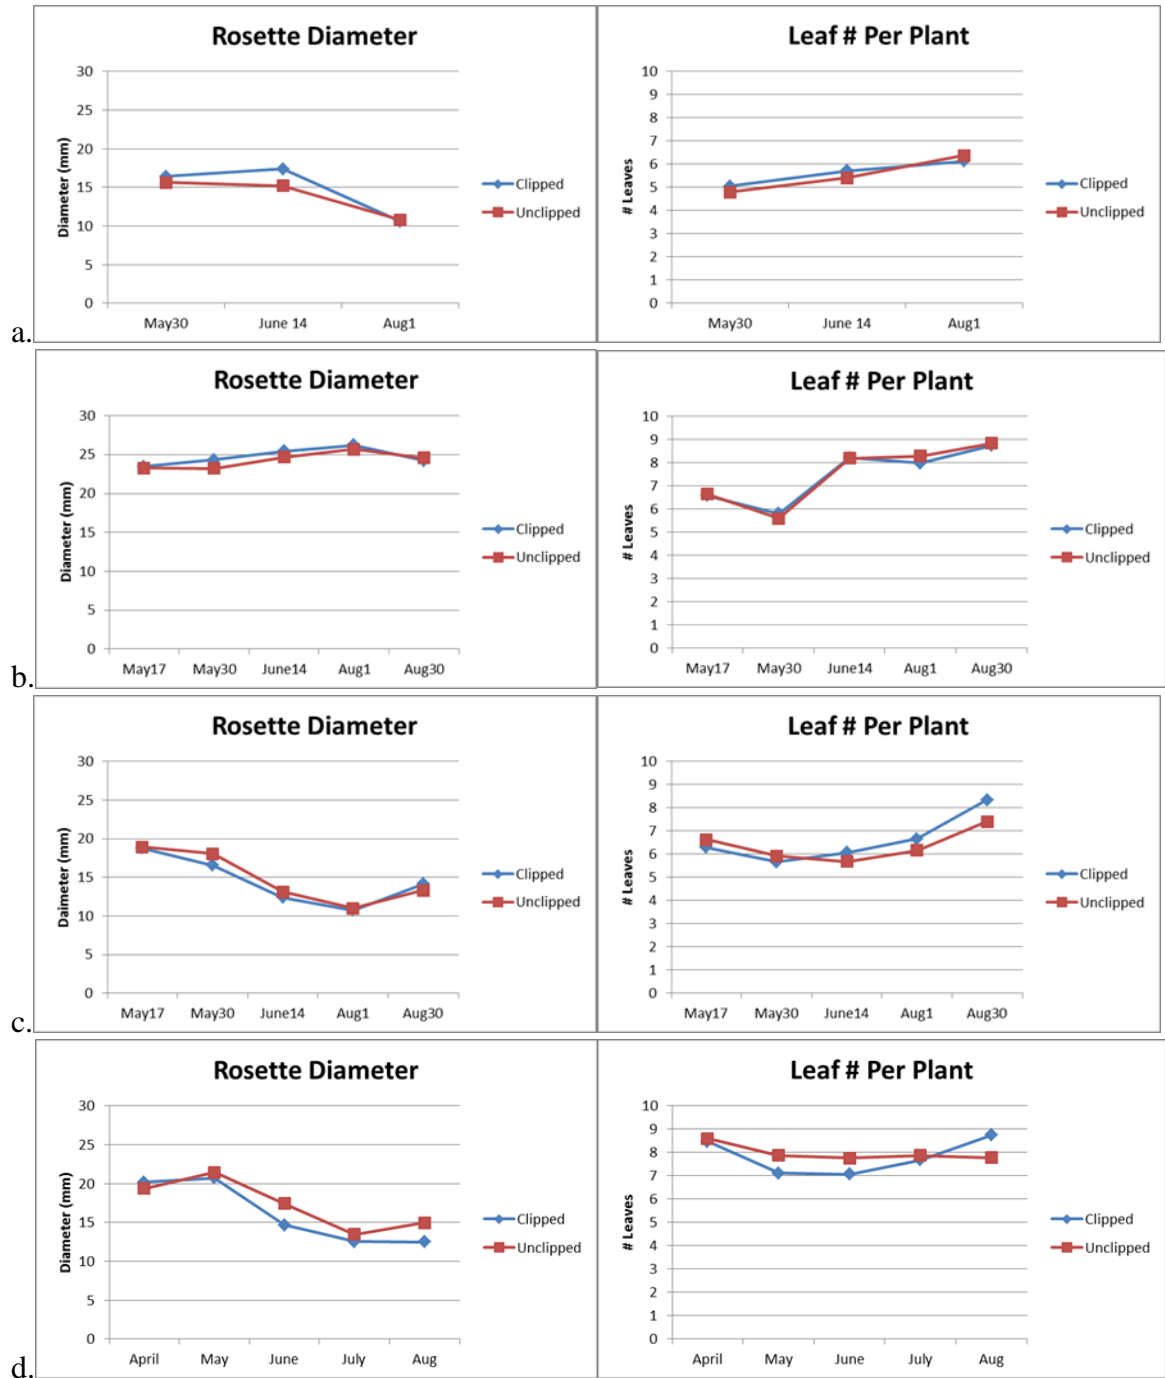 Rosette Diameter
30
25
20
15
10
5
0
Diameter (mm)
May30 June 14 Aug1
Clipped
Unclipped
Leaf # Per Plant
10
9
8
7
6
5
4
3
2
1
0
# Leaves
May30 June 14 Aug1
Clipped
Unclipped
a.
Rosette Diameter
30
25
20
15
10
5
0
Diameter (mm)
May17 May30 June14 Aug1 Aug30
Clipped
Unclipped
Leaf # Per Plant
10
9
8
7
6
5
4
3
2
1
0
# Leaves
May17 May30 June14 Aug1 Aug30
Clipped
Unclipped
b.
Rosette Diameter
30
25
20
15
10
5
0
Daimeter (mm)
May17 May30 June14 Aug1 Aug30
Clipped
Unclipped
Leaf # Per Plant
10
9
8
7
6
5
4
3
2
1
0
# Leaves
May17 May30 June14 Aug1 Aug30
Clipped
Unclipped
c.
Rosette Diameter
30
25
20
15
10
5
0
Diameter (mm)
April May June July Aug
Clipped
Unclipped
Leaf # Per Plant
10
9
8
7
6
5
4
3
2
1
0
# Leaves
April May June July Aug
Clipped
Unclipped
d.